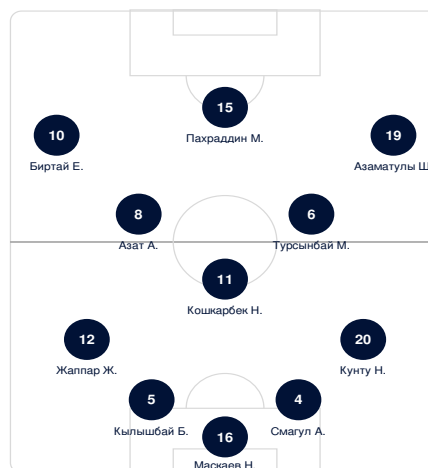 15
Пахраддин М.
10
Биртай Е.
19
Азаматулы Ш
8
Азат А.
6
Турсынбай М.
11
Кошкарбек Н.
12
Жаппар Ж.
20
Кунту Н.
5
Кылышбай Б.
4
Смагул А.
16
Маскаев Н.